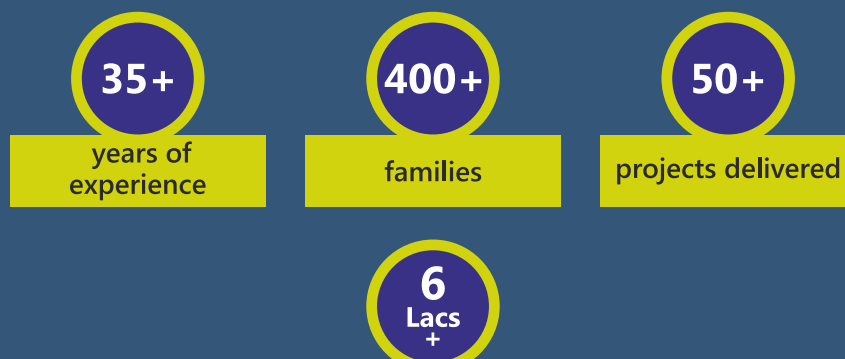 35+
400+
50+
years of
experience
families
projects delivered
6
Lacs
+